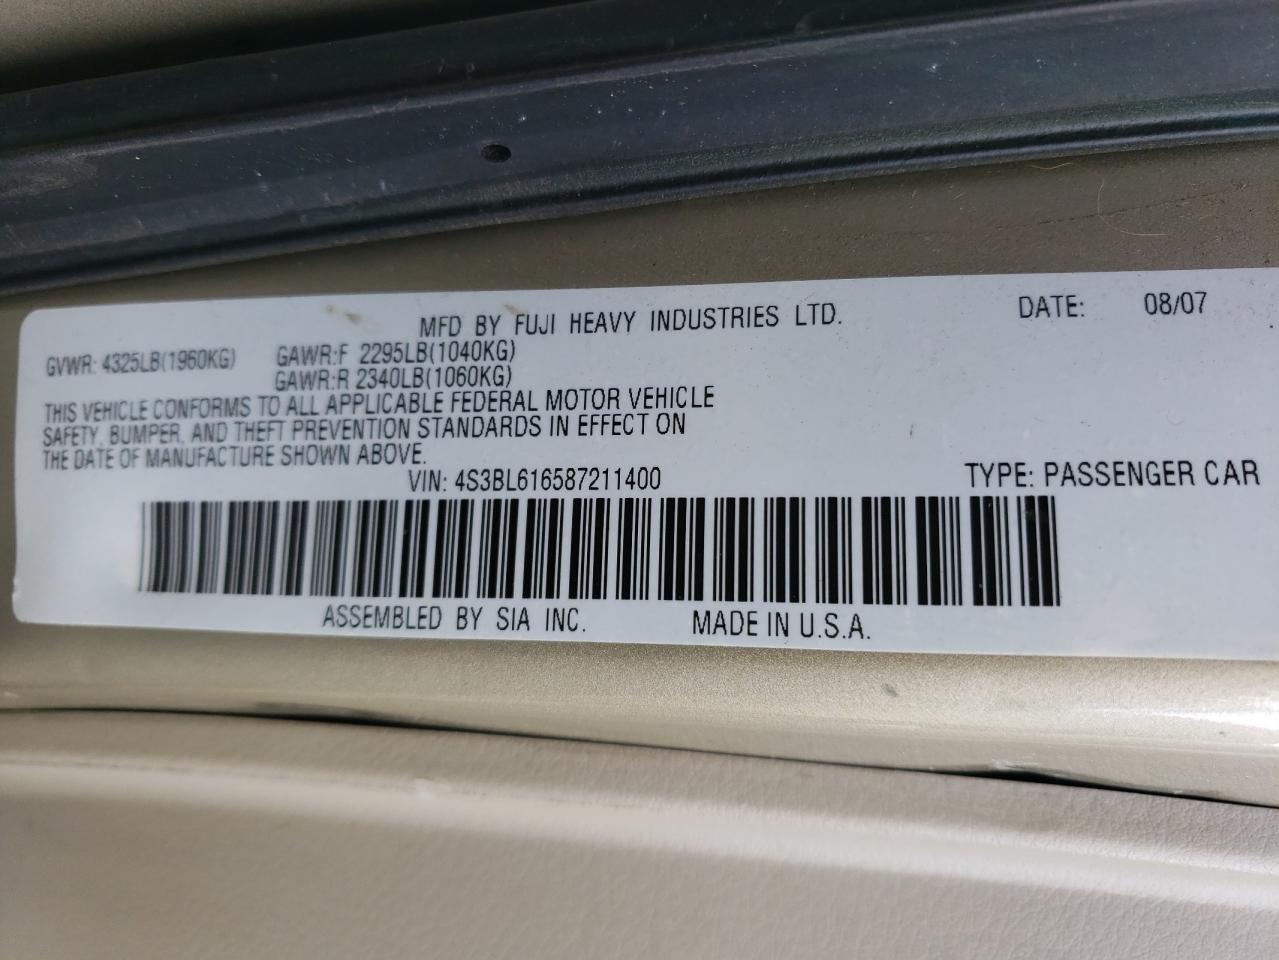 MFD BY FUJI HEAVY INDUSTRIES LTD. DATE: 08/07
GVWR: 4325LB(1960KG) GAWR:F 2295LB(1040KG)
GAWR:R 2340LB(1060KG)
THIS VEHICLE CONFORMS TO ALL APPLICABLE FEDERAL MOTOR VEHICLE
SAFETY, BUMPER, AND THEFT PREVENTION STANDARDS IN EFFECT ON
THE DATE OF MANUFACTURE SHOWN ABOVE.
VIN: 4S3BL616587211400 TYPE: PASSENGER CAR
ASSEMBLED BY SIA INC. MADE IN U.S.A.